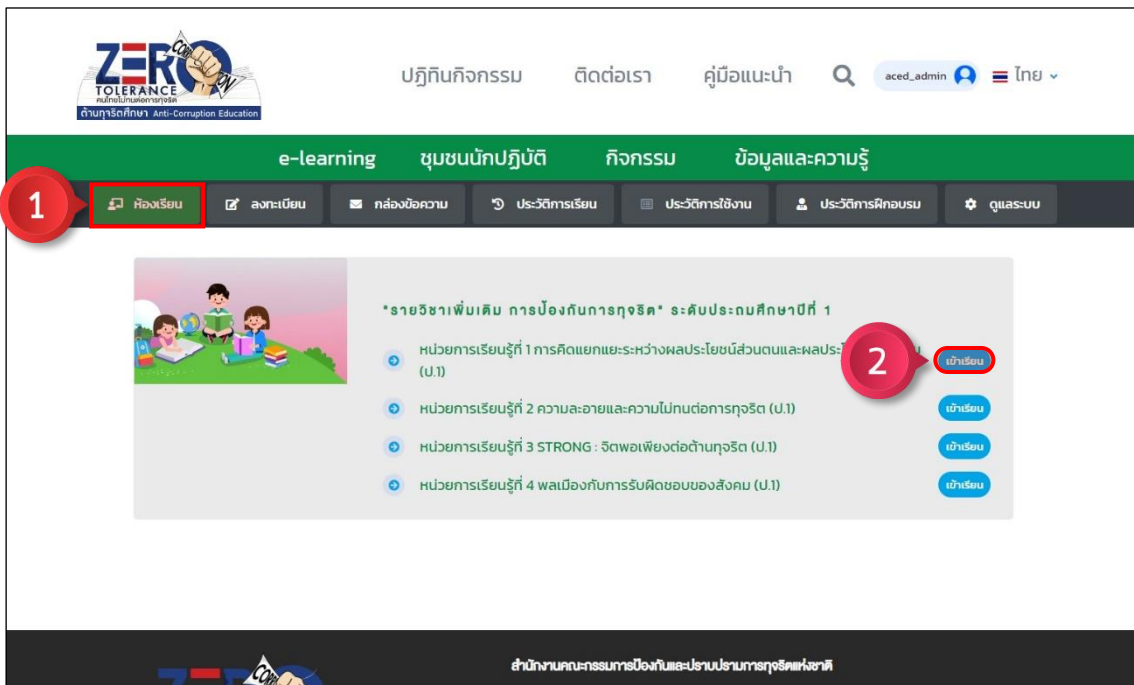 ZERO
CORRUPTION
TOLERANCE
คนไทยไม่ทนต่อการทุจริต
ต้านทุจริตศึกษา Anti-Corruption Education
ปฏิทินกิจกรรม ติดต่อเรา คู่มือแนะนำ aced_admin ไทย
e-learning ชุมชนนักปฏิบัติ กิจกรรม ข้อมูลและความรู้
1 ห้องเรียน ลงทะเบียน กล่องข้อความ ประวัติการเรียน ประวัติการใช้งาน ประวัติการฝึกอบรม ดูแลระบบ
"รายวิชาเพิ่มเติม การป้องกันการทุจริต" ระดับประถมศึกษาปีที่ 1
หน่วยการเรียนรู้ที่ 1 การคิดแยกแยะระหว่างผลประโยชน์ส่วนตนและผลประ 2 เข้าเรียน
(ป.1)
หน่วยการเรียนรู้ที่ 2 ความละอายและความไม่ทนต่อการทุจริต (ป.1) เข้าเรียน
หน่วยการเรียนรู้ที่ 3 STRONG : จิตพอเพียงต่อต้านทุจริต (ป.1) เข้าเรียน
หน่วยการเรียนรู้ที่ 4 พลเมืองกับการรับผิดชอบของสังคม (ป.1) เข้าเรียน
สำนักงานคณะกรรมการป้องกันและปราบปรามการทุจริตแห่งชาติ